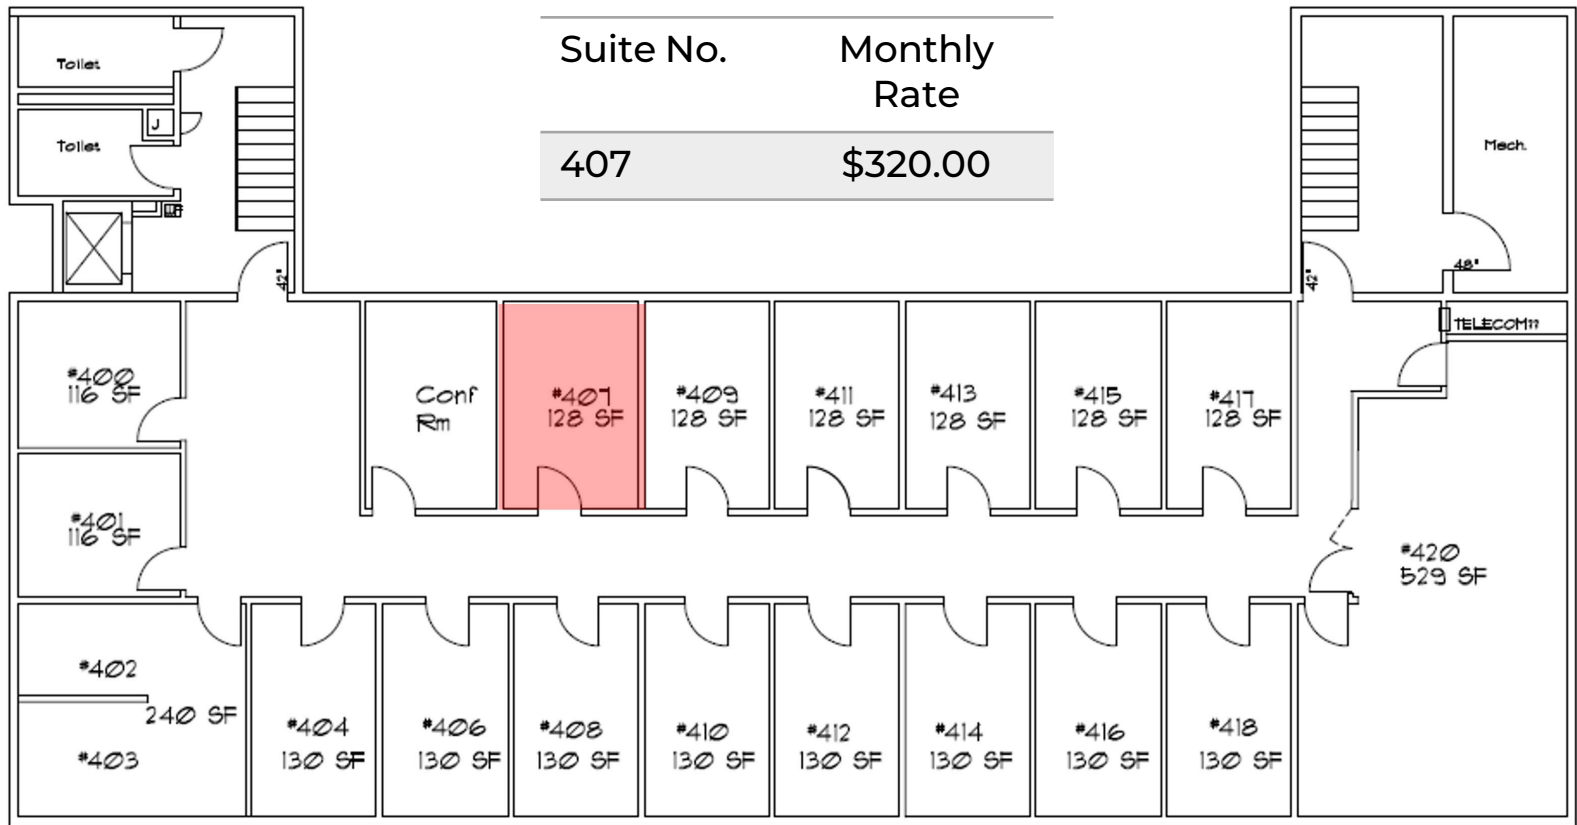 Suite No. Monthly
Rate
407 $320.00
Toilet
J
Toilet
Mech.
42"
42"
48"
TELECOM
#400
116 SF
Conf
Rm
#407
128 SF
#409
128 SF
#411
128 SF
#413
128 SF
#415
128 SF
#417
128 SF
#401
116 SF
#420
529 SF
#402
240 SF
#403
#404
130 SF
#406
130 SF
#408
130 SF
#410
130 SF
#412
130 SF
#414
130 SF
#416
130 SF
#418
130 SF